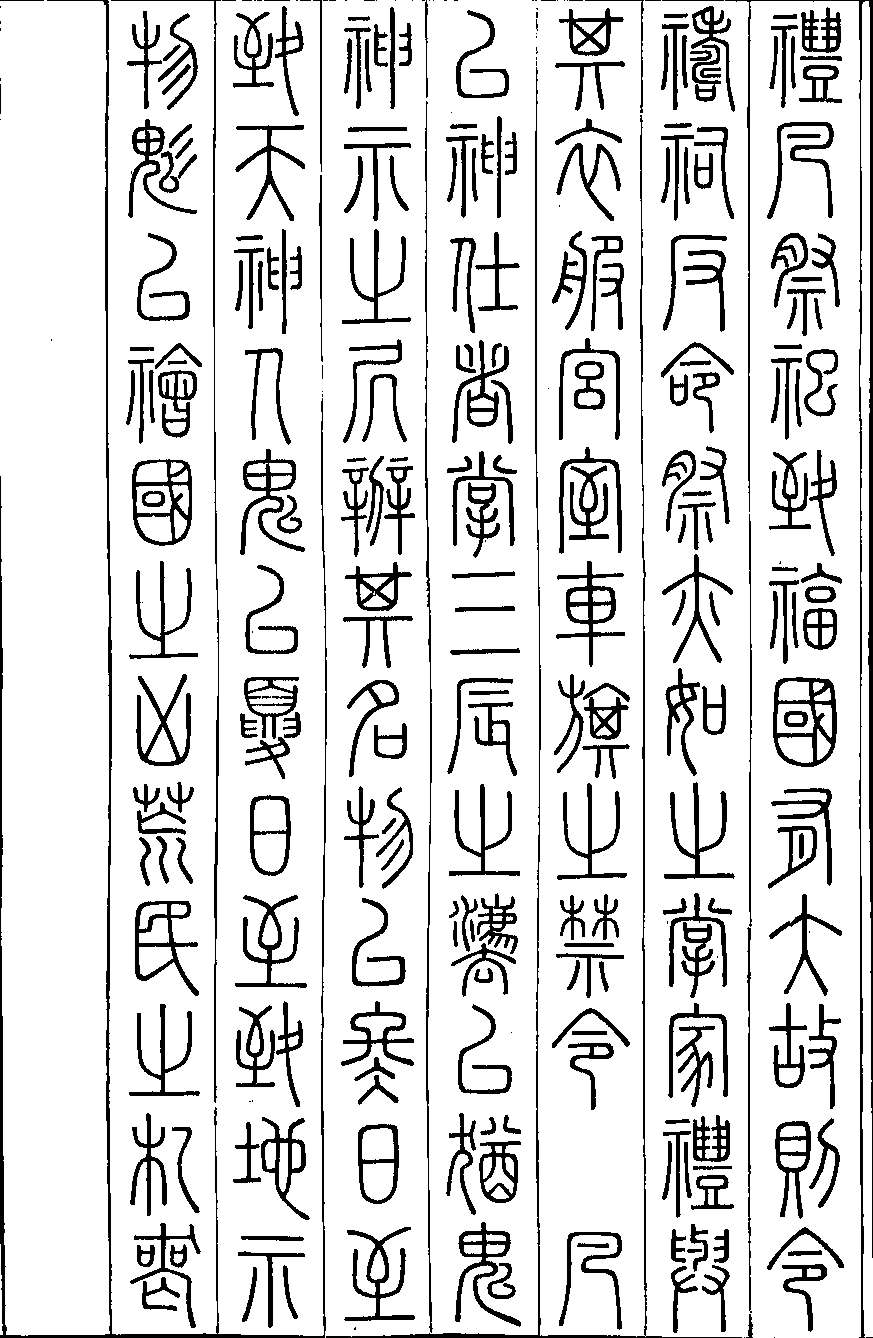 禮凡祭祀致福國有大故則令
禱祠反命祭亦如之掌家禮與
其衣服宮室車旗之禁令　凡
以神仕者掌三辰之灋以猶鬼
神示之凥辨其名物以冬日至
致天神人鬼以夏日至致地示
物鬽以禬國之凶荒民之札喪